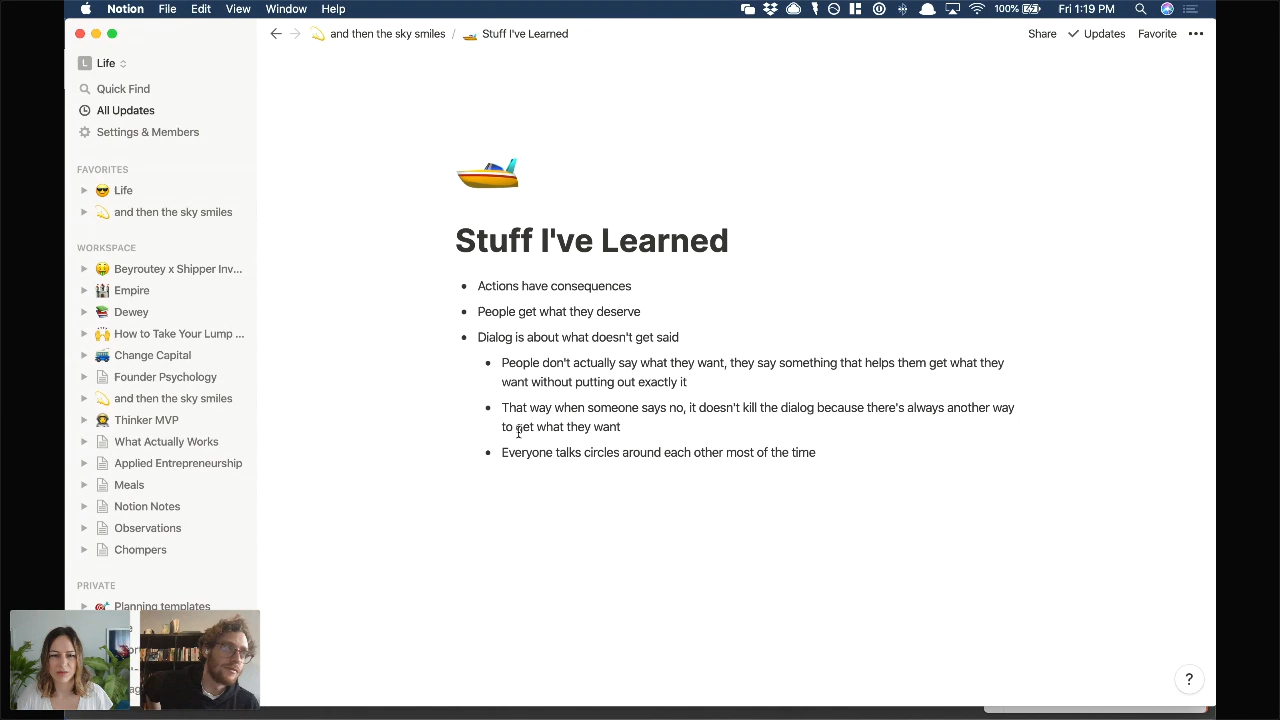 Notion File Edit View Window Help 100% Fri 1:19 PM
and then the sky smiles / Stuff I've Learned Share Updates Favorite
L Life
Quick Find
All Updates
Settings & Members
FAVORITES
Life
and then the sky smiles
WORKSPACE
Beyroutey x Shipper Inv...
Empire
Dewey
How to Take Your Lump ...
Change Capital
Founder Psychology
and then the sky smiles
Thinker MVP
What Actually Works
Applied Entrepreneurship
Meals
Notion Notes
Observations
Chompers
PRIVATE
Planning templates
Stuff I've Learned
• Actions have consequences
• People get what they deserve
• Dialog is about what doesn't get said
• People don't actually say what they want, they say something that helps them get what they
want without putting out exactly it
• That way when someone says no, it doesn't kill the dialog because there's always another way
to get what they want
• Everyone talks circles around each other most of the time
?